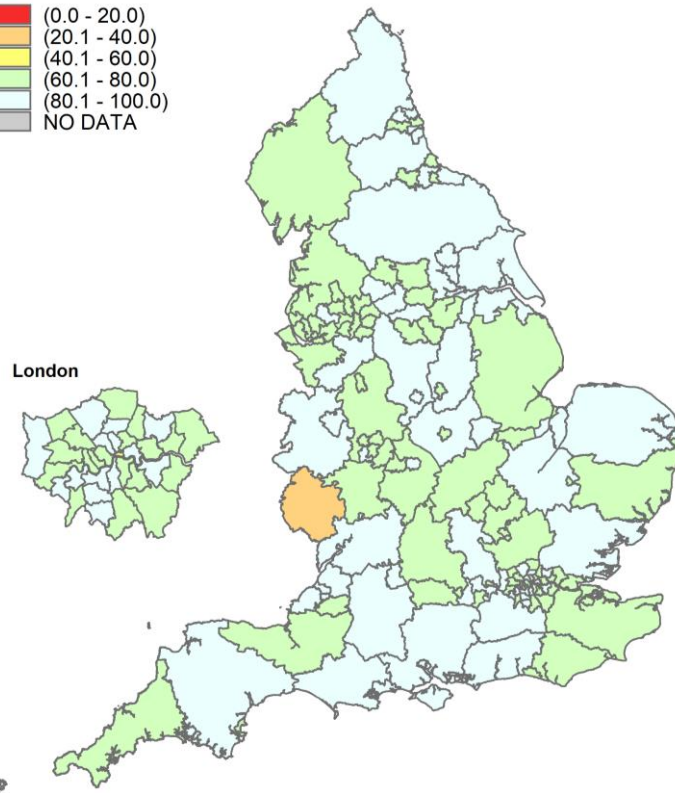 (0.0 - 20.0)
(20.1 - 40.0)
(40.1 - 60.0)
(60.1 - 80.0)
(80.1 - 100.0)
NO DATA
London